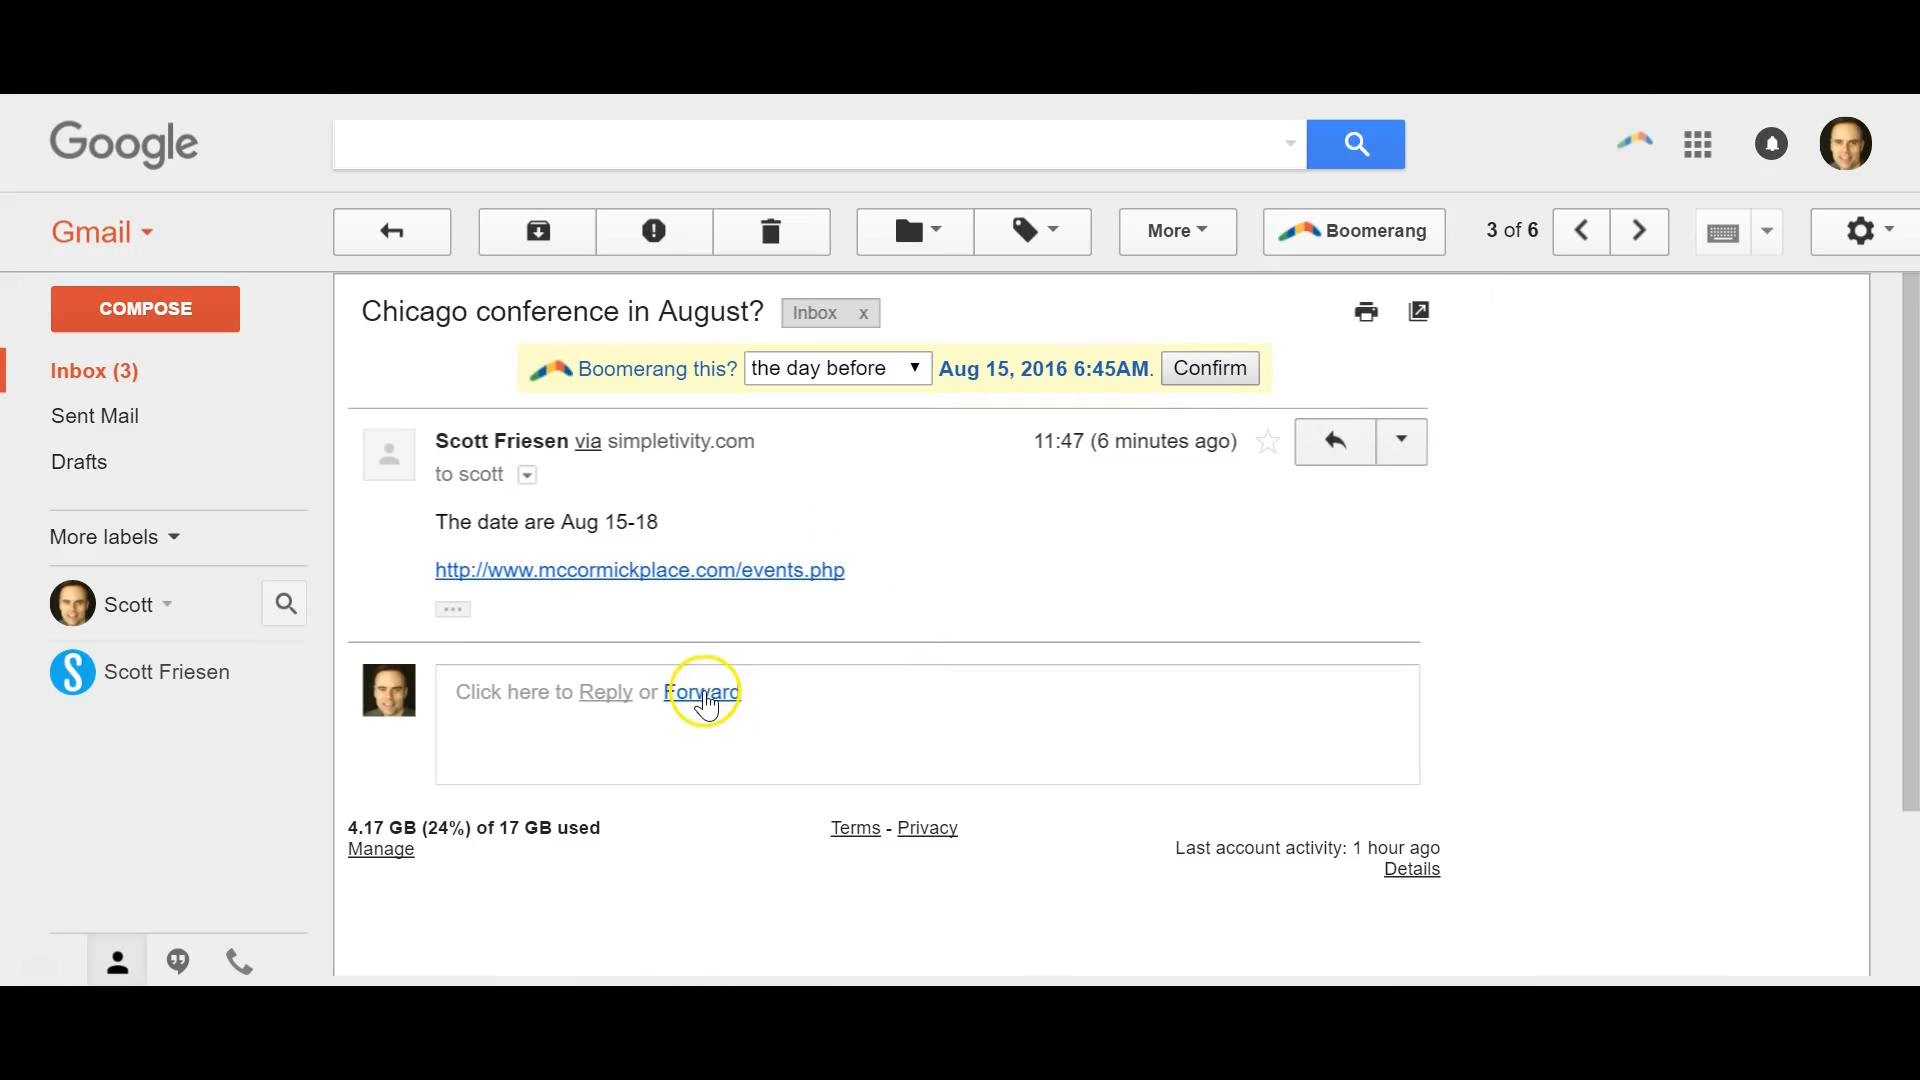 Google
Gmail
More
Boomerang
3 of 6
COMPOSE
Chicago conference in August?
Inbox x
Boomerang this? the day before Aug 15, 2016 6:45AM. Confirm
Inbox (3)
Sent Mail
Drafts
Scott Friesen via simpletivity.com
11:47 (6 minutes ago)
to scott
The date are Aug 15-18
http://www.mccormickplace.com/events.php
More labels
Scott
Scott Friesen
Click here to Reply or Forward
4.17 GB (24%) of 17 GB used
Manage
Terms - Privacy
Last account activity: 1 hour ago
Details